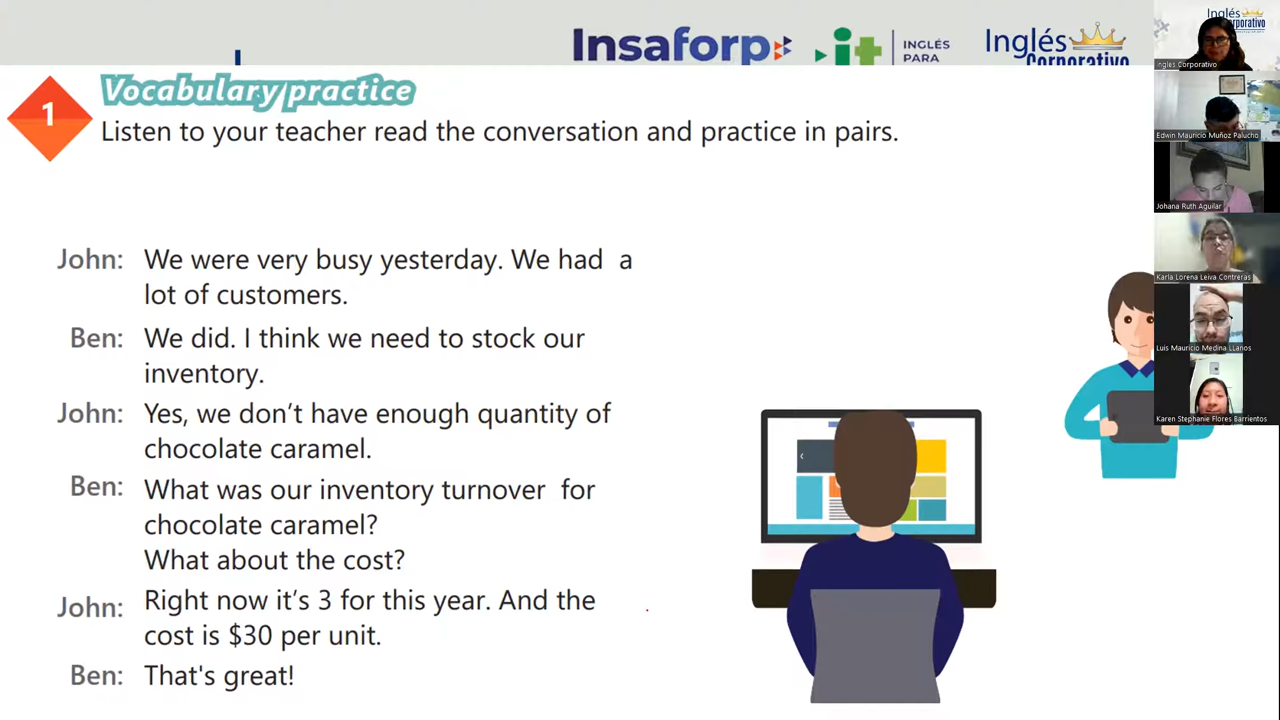 Insaforp
it
INGLÉS
PARA
Inglés
Corporativo
1
Vocabulary practice
Listen to your teacher read the conversation and practice in pairs.
John: We were very busy yesterday. We had a
lot of customers.
Ben: We did. I think we need to stock our
inventory.
John: Yes, we don’t have enough quantity of
chocolate caramel.
Ben: What was our inventory turnover for
chocolate caramel?
What about the cost?
John: Right now it’s 3 for this year. And the
cost is $30 per unit.
Ben: That's great!
Inglés
Corporativo
Ingles Corporativo
Edwin Mauricio Muñoz Palucho
Johana Ruth Aguilar
Karla Lorena Leiva Contreras
Luis Mauricio Medina LLanos
Karen Stephanie Flores Barrientos